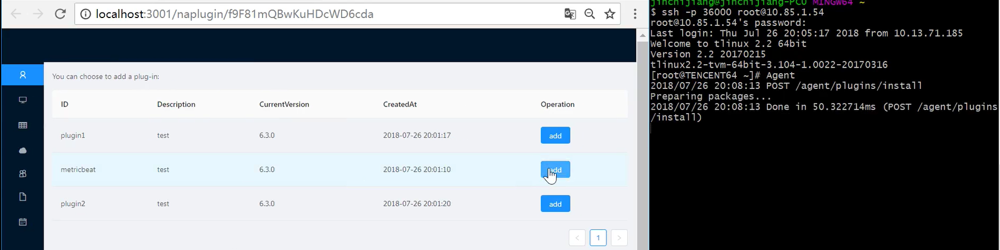 localhost:3001/naplugin/f9F81mQBwKuHDcWD6cda
You can choose to add a plug-in:
ID Description CurrentVersion CreatedAt Operation
plugin1 test 6.3.0 2018-07-26 20:01:17 add
metricbeat test 6.3.0 2018-07-26 20:01:10 add
plugin2 test 6.3.0 2018-07-26 20:01:20 add
< 1 >
jinchijiang@jinchijiang-PC0 MINGW64 ~
$ ssh -p 36000 root@10.85.1.54
root@10.85.1.54's password:
Last login: Thu Jul 26 20:05:17 2018 from 10.13.71.185
Welcome to tlinux 2.2 64bit
Version 2.2 20170215
tlinux2.2-tvm-64bit-3.104-1.0022-20170316
[root@TENCENT64 ~]# Agent
2018/07/26 20:08:13 POST /agent/plugins/install
Preparing packages...
2018/07/26 20:08:13 Done in 50.322714ms (POST /agent/plugins
/install)